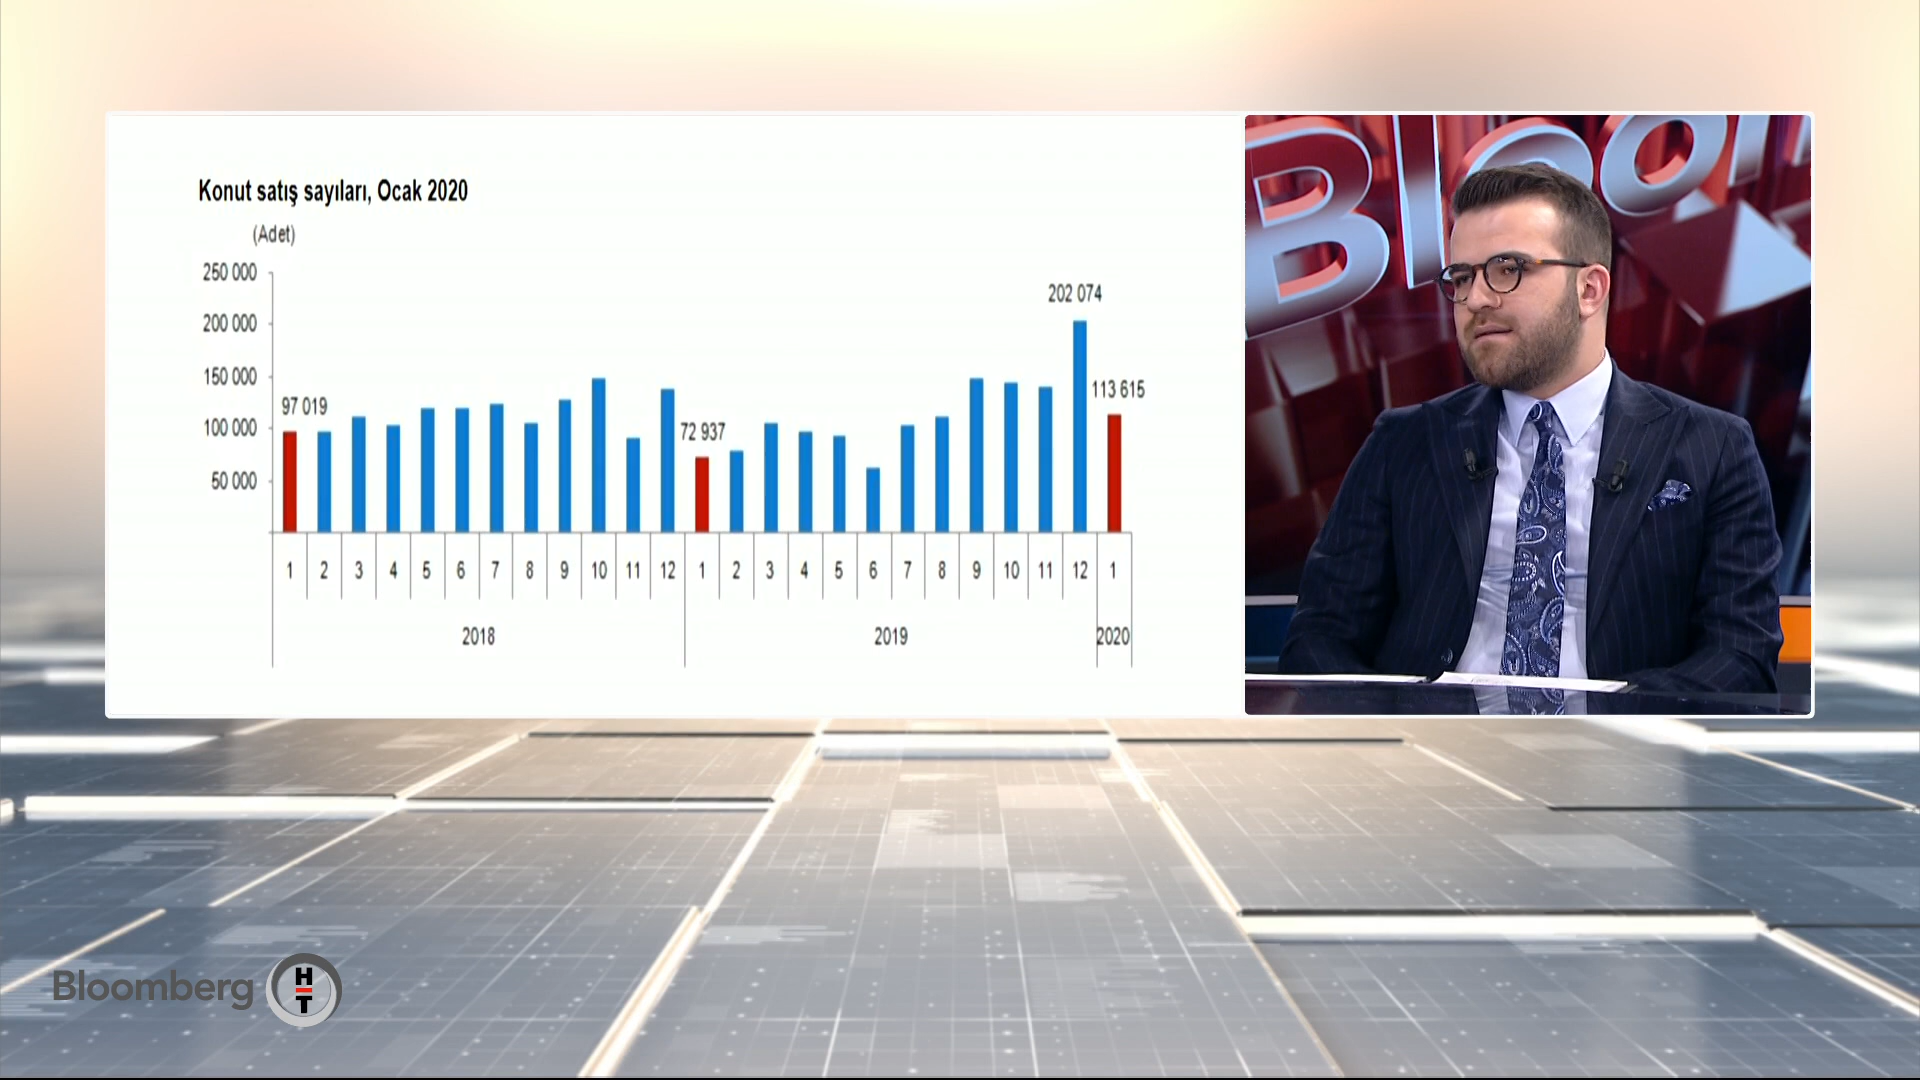 Konut satış sayıları, Ocak 2020
(Adet)
250 000
200 000
150 000
100 000
50 000
97 019
72 937
202 074
113 615
1 2 3 4 5 6 7 8 9 10 11 12 1 2 3 4 5 6 7 8 9 10 11 12 1
2018 2019 2020
Bloom
Bloomberg HT